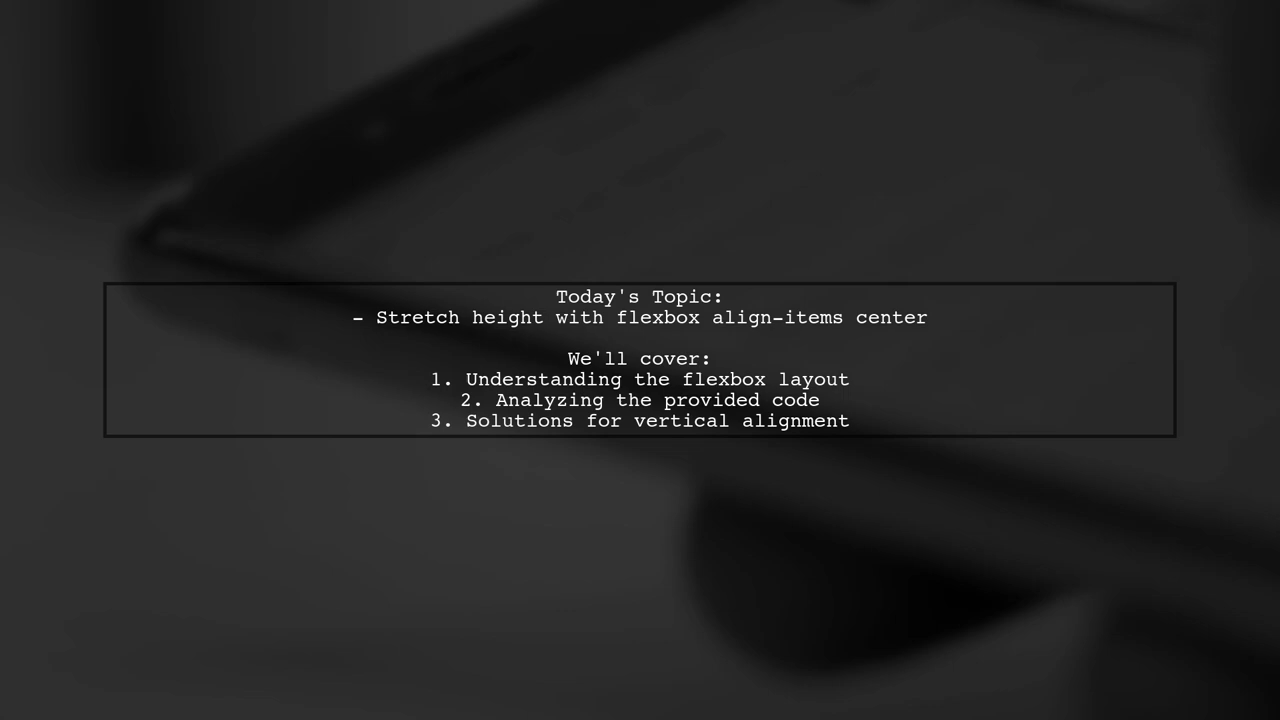 Today's Topic:
- Stretch height with flexbox align-items center
We'll cover:
1. Understanding the flexbox layout
2. Analyzing the provided code
3. Solutions for vertical alignment